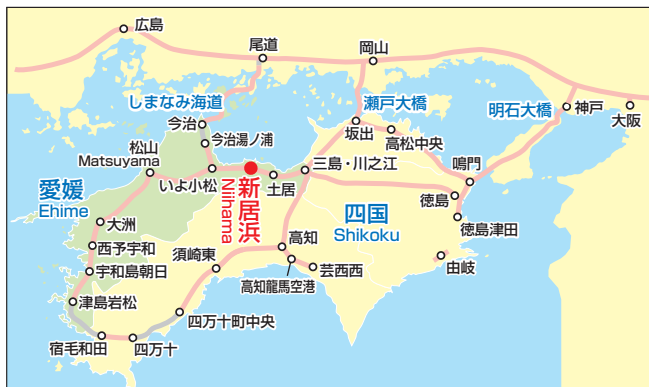 広島
尾道
岡山
しまなみ海道
瀬戸大橋
明石大橋
神戸
大阪
今治
今治湯ノ浦
坂出
高松中央
松山
Matsuyama
いよ小松
新居浜
Niihama
土居
三島・川之江
鳴門
愛媛
Ehime
徳島
徳島津田
四国
Shikoku
大洲
西予宇和
宇和島朝日
須崎東
高知
高知龍馬空港
芸西西
由岐
津島岩松
四万十町中央
宿毛和田
四万十